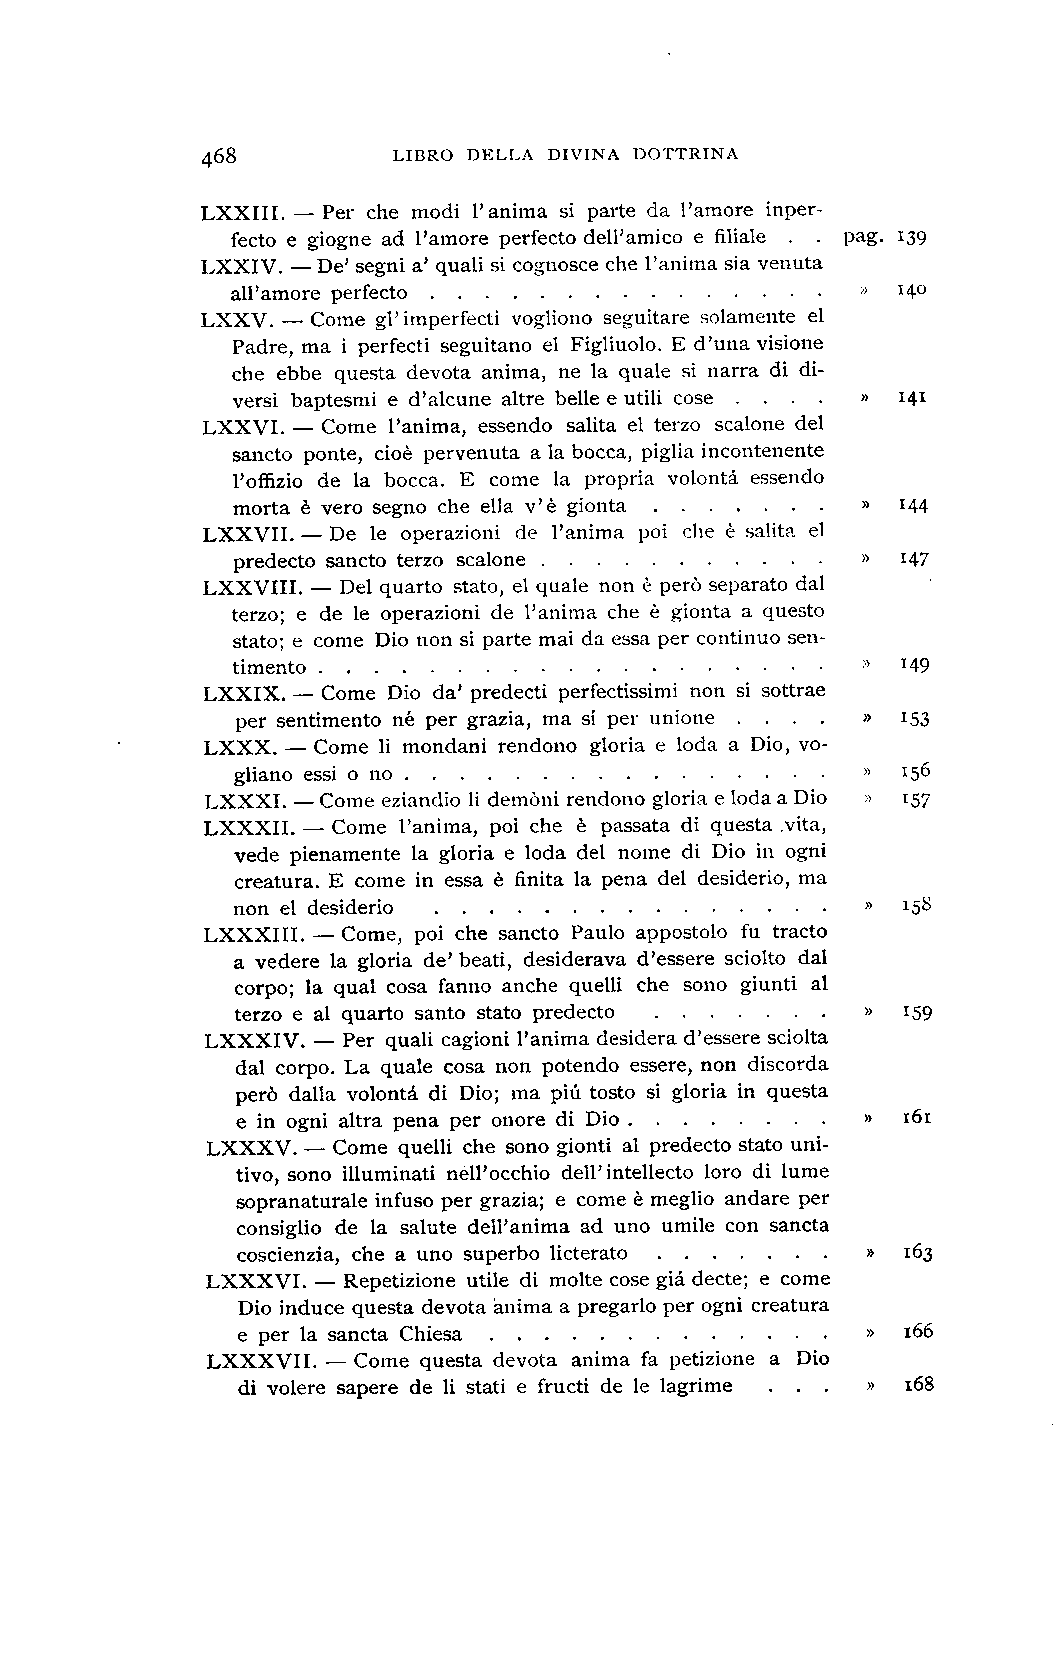 468 LIBRO DELLA DIVINA DOTTRINA
LXXIII. — Per che modi l'anima si parte da l'amore inper-
fecto e giogne ad l'amore perfecto dell'amico e filiale . . pag. 139
LXXIV. — De' segni a' quali si cognosce che l'anima sia venuta
all'amore perfecto . . . . . . . . . . . . . . . » 140
LXXV. — Come gl'imperfecti vogliono seguitare solamente el
Padre, ma i perfecti seguitano el Figliuolo. E d'una visione
che ebbe questa devota anima, ne la quale si narra di di-
versi baptesmi e d'alcune altre belle e utili cose . . . . » 141
LXXVI. — Come l'anima, essendo salita el terzo scalone del
sancto ponte, cioè pervenuta a la bocca, piglia incontenente
l'offizio de la bocca. E come la propria volontá essendo
morta è vero segno che ella v'è gionta . . . . . . . » 144
LXXVII. — De le operazioni de l'anima poi che è salita el
predecto sancto terzo scalone . . . . . . . . . . . » 147
LXXVIII. — Del quarto stato, el quale non è però separato dal
terzo; e de le operazioni de l'anima che è gionta a questo
stato; e come Dio non si parte mai da essa per continuo sen-
timento . . . . . . . . . . . . . . . . . . . » 149
LXXIX. — Come Dio da' predecti perfectissimi non si sottrae
per sentimento né per grazia, ma sí per unione . . . . » 153
LXXX. — Come li mondani rendono gloria e loda a Dio, vo-
gliano essi o no . . . . . . . . . . . . . . . . » 156
LXXXI. — Come eziandio li demòni rendono gloria e loda a Dio » 157
LXXXII. — Come l'anima, poi che è passata di questa vita,
vede pienamente la gloria e loda del nome di Dio in ogni
creatura. E come in essa è finita la pena del desiderio, ma
non el desiderio . . . . . . . . . . . . . . . » 158
LXXXIII. — Come, poi che sancto Paulo appostolo fu tracto
a vedere la gloria de' beati, desiderava d'essere sciolto dal
corpo; la qual cosa fanno anche quelli che sono giunti al
terzo e al quarto santo stato predecto . . . . . . . » 159
LXXXIV. — Per quali cagioni l'anima desidera d'essere sciolta
dal corpo. La quale cosa non potendo essere, non discorda
però dalla volontá di Dio; ma piú tosto si gloria in questa
e in ogni altra pena per onore di Dio . . . . . . . . » 161
LXXXV. — Come quelli che sono gionti al predecto stato uni-
tivo, sono illuminati nell'occhio dell'intellecto loro di lume
sopranaturale infuso per grazia; e come è meglio andare per
consiglio de la salute dell'anima ad uno umile con sancta
coscienzia, che a uno superbo licterato . . . . . . . » 163
LXXXVI. — Repetizione utile di molte cose giá decte; e come
Dio induce questa devota anima a pregarlo per ogni creatura
e per la sancta Chiesa . . . . . . . . . . . . . » 166
LXXXVII. — Come questa devota anima fa petizione a Dio
di volere sapere de li stati e fructi de le lagrime . . . » 168